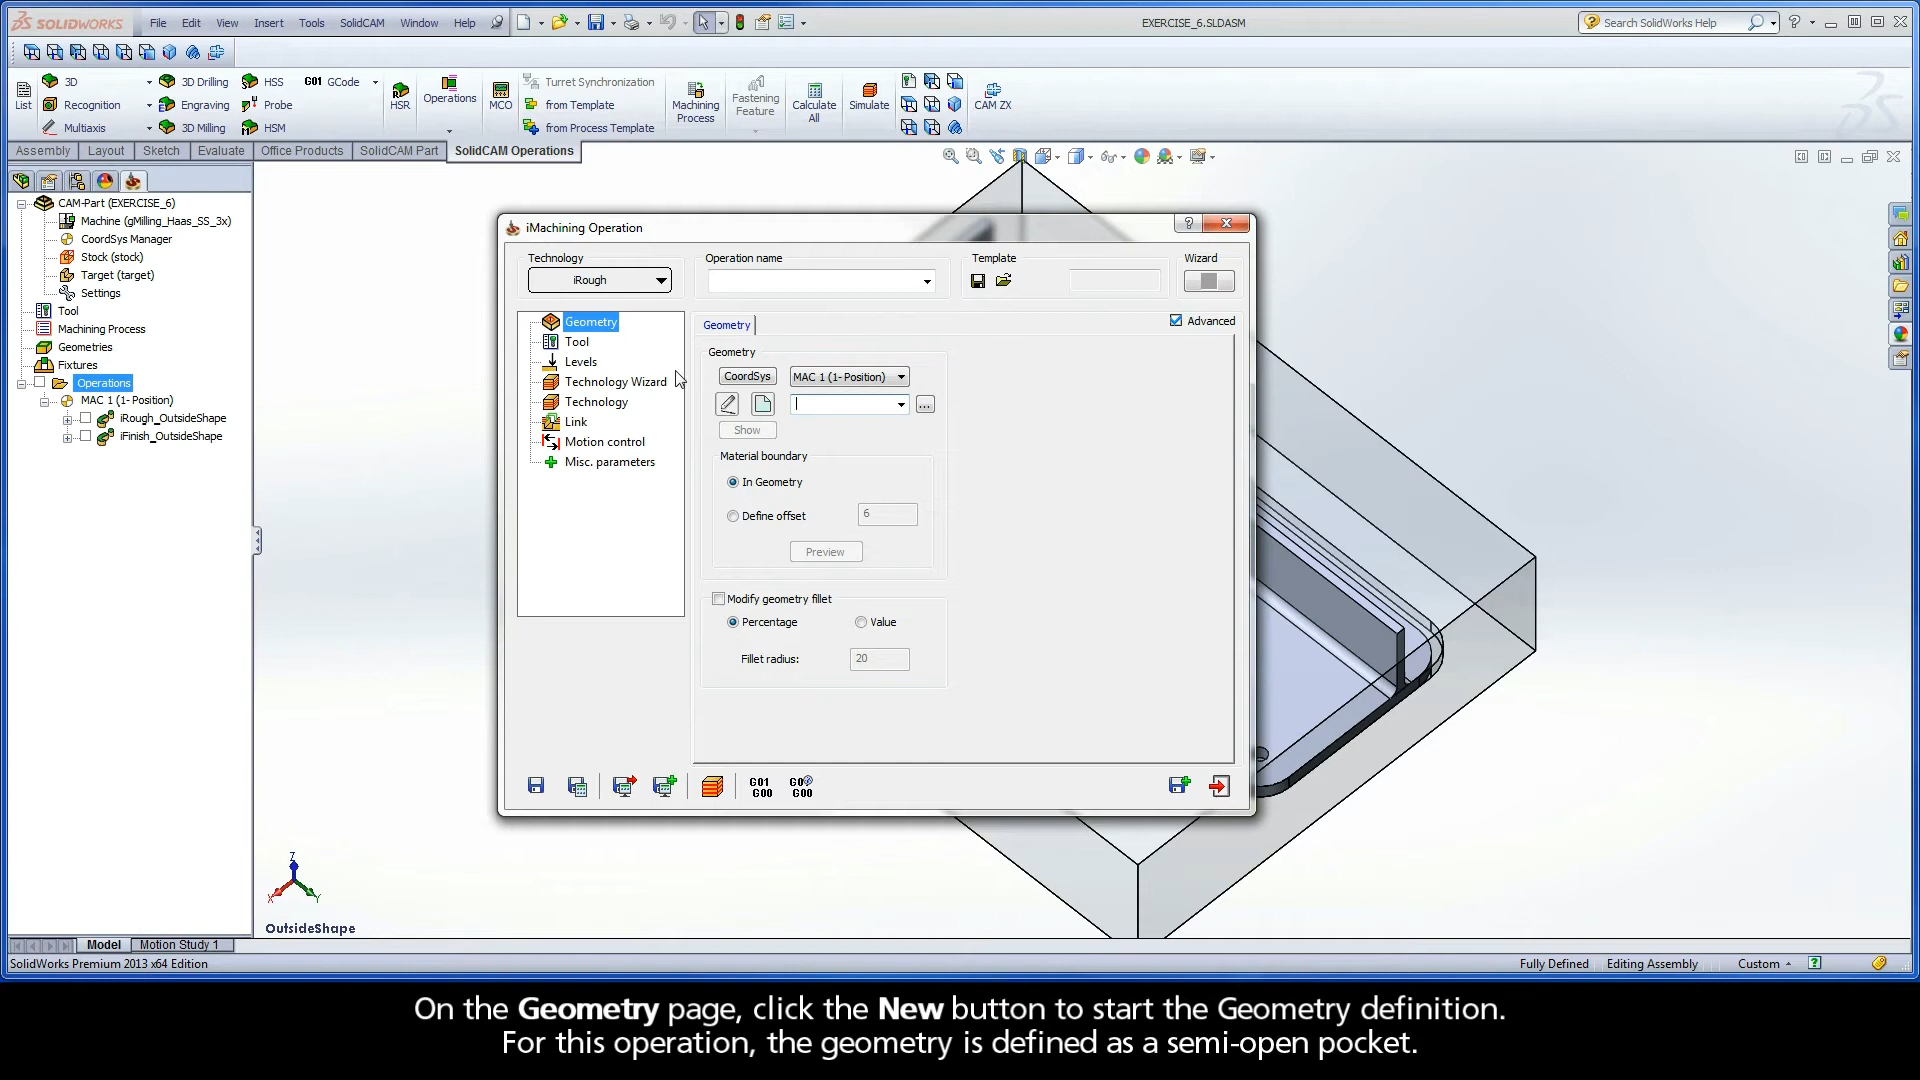 SOLIDWORKS File Edit View Insert Tools SolidCAM Window Help EXERCISE_6.SLDASM Search SolidWorks Help
3D 3D Drilling HSS G01 GCode Turret Synchronization
List Recognition Engraving Probe HSR Operations MCO from Template Machining Process Fastening Feature Calculate All Simulate CAM ZX
Multiaxis 3D Milling HSM from Process Template
Assembly Layout Sketch Evaluate Office Products SolidCAM Part SolidCAM Operations
CAM-Part (EXERCISE_6)
Machine (gMilling_Haas_SS_3x)
CoordSys Manager
Stock (stock)
Target (target)
Settings
Tool
Machining Process
Geometries
Fixtures
Operations
MAC 1 (1- Position)
iRough_OutsideShape
iFinish_OutsideShape
iMachining Operation
Technology Operation name Template Wizard
iRough
Geometry
Tool
Levels
Technology Wizard
Technology
Link
Motion control
Misc. parameters
Geometry Advanced
Geometry
CoordSys MAC 1 (1- Position)
...
Show
Material boundary
In Geometry
Define offset 6
Preview
Modify geometry fillet
Percentage Value
Fillet radius: 20
G01 G00 G00
Z
X Y
OutsideShape
Model Motion Study 1
SolidWorks Premium 2013 x64 Edition Fully Defined Editing Assembly Custom
On the Geometry page, click the New button to start the Geometry definition.
For this operation, the geometry is defined as a semi-open pocket.